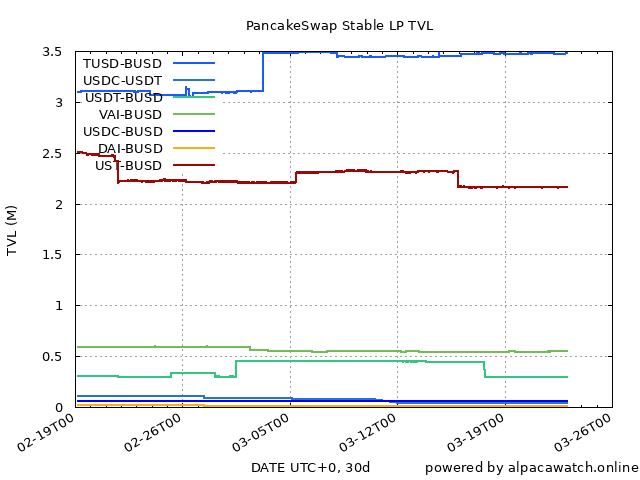 PancakeSwap Stable LP TVL
TVL (M)
3.5
3
2.5
2
1.5
1
0.5
0
TUSD-BUSD
USDC-USDT
USDT-BUSD
VAI-BUSD
USDC-BUSD
DAI-BUSD
UST-BUSD
02-19T00
02-26T00
03-05T00
03-12T00
03-19T00
03-26T00
DATE UTC+0, 30d
powered by alpacawatch.online